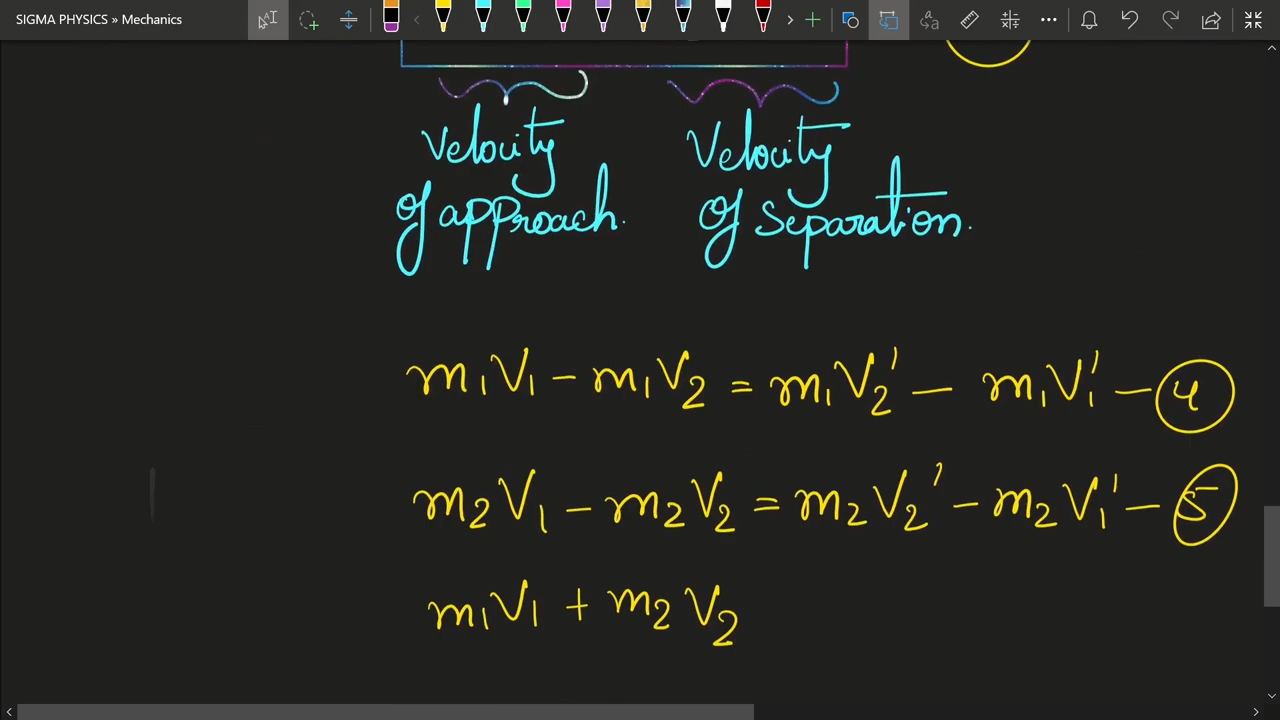 SIGMA PHYSICS » Mechanics
Velocity of approach.
Velocity of separation.
m₁V₁ – m₁V₂ = m₁V₂' – m₁V₁' – 4
m₂V₁ – m₂V₂ = m₂V₂' – m₂V₁' – 5
m₁V₁ + m₂V₂